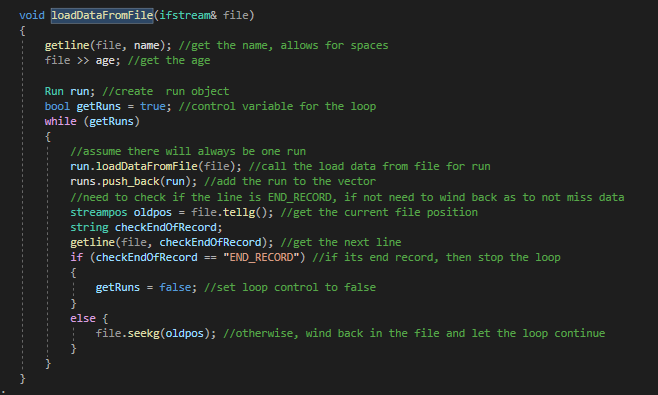 void loadDataFromFile(ifstream& file)
{
    getline(file, name); //get the name, allows for spaces
    file >> age; //get the age

    Run run; //create  run object
    bool getRuns = true; //control variable for the loop
    while (getRuns)
    {
        //assume there will always be one run
        run.loadDataFromFile(file); //call the load data from file for run
        runs.push_back(run); //add the run to the vector
        //need to check if the line is END_RECORD, if not need to wind back as to not miss data
        streampos oldpos = file.tellg(); //get the current file position
        string checkEndOfRecord;
        getline(file, checkEndOfRecord); //get the next line
        if (checkEndOfRecord == "END_RECORD") //if its end record, then stop the loop
        {
            getRuns = false; //set loop control to false
        }
        else {
            file.seekg(oldpos); //otherwise, wind back in the file and let the loop continue
        }
    }
}